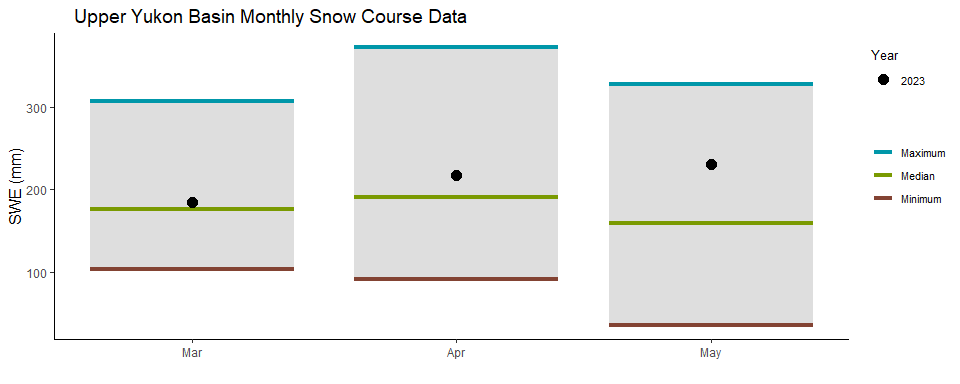 Upper Yukon Basin Monthly Snow Course Data
SWE (mm)
300
200
100
Mar
Apr
May
Year
2023
Maximum
Median
Minimum